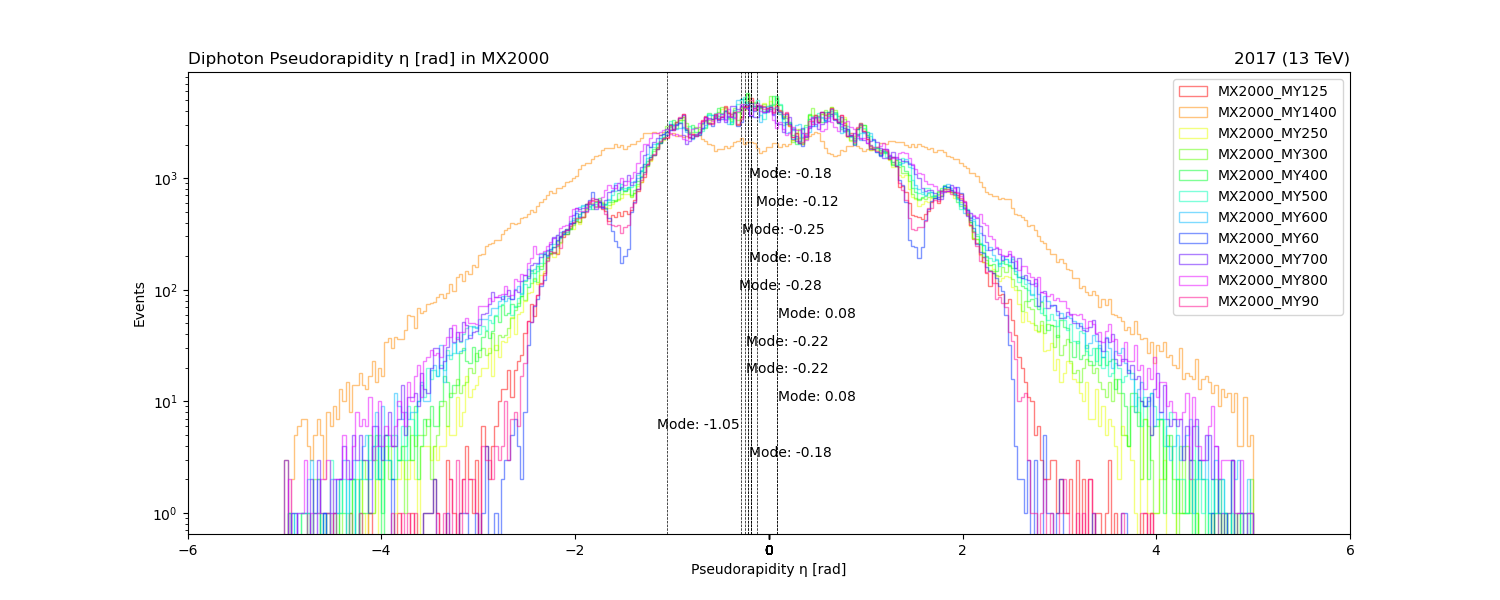 Diphoton Pseudorapidity η [rad] in MX2000
2017 (13 TeV)
MX2000_MY125
MX2000_MY1400
MX2000_MY250
MX2000_MY300
MX2000_MY400
MX2000_MY500
MX2000_MY600
MX2000_MY60
MX2000_MY700
MX2000_MY800
MX2000_MY90
Mode: -0.18
Mode: -0.12
Mode: -0.25
Mode: -0.18
Mode: -0.28
Mode: 0.08
Mode: -0.22
Mode: -0.22
Mode: 0.08
Mode: -1.05
Mode: -0.18
Events
10³
10²
10¹
10⁰
−6 −4 −2 0 2 4 6
Pseudorapidity η [rad]